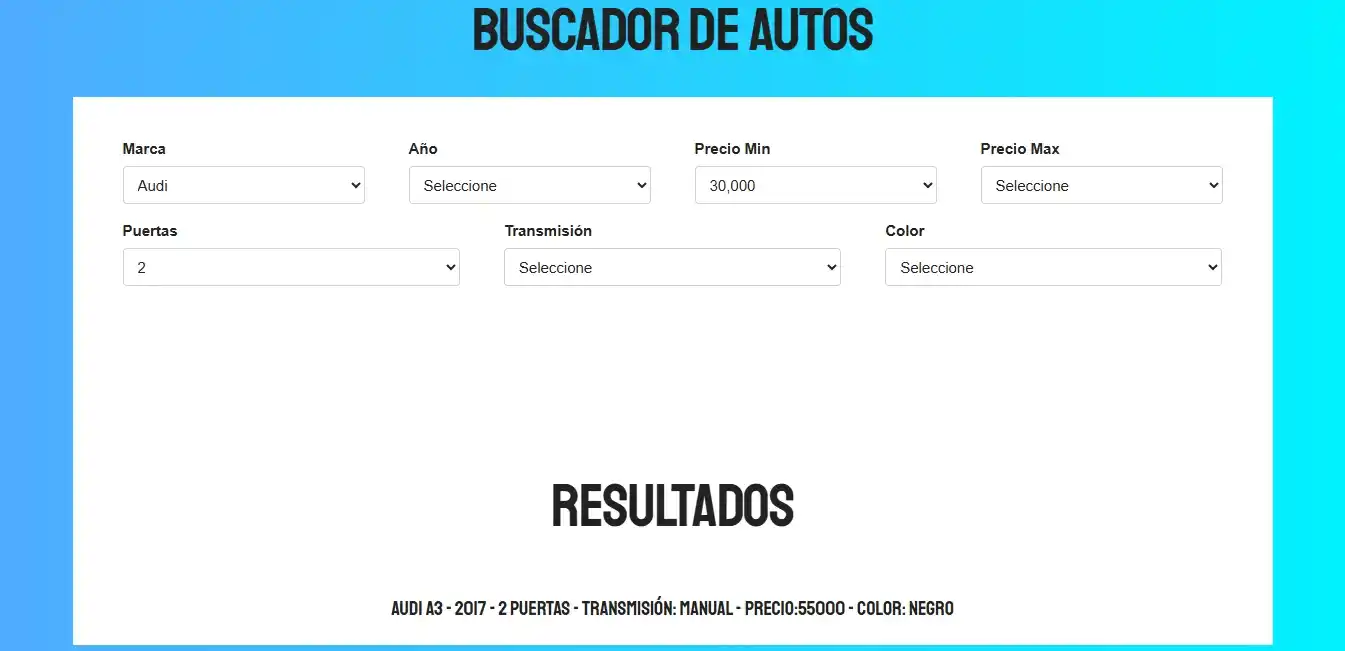 BUSCADOR DE AUTOS
Marca Año Precio Min Precio Max
Audi Seleccione 30,000 Seleccione
Puertas Transmisión Color
2 Seleccione Seleccione
RESULTADOS
AUDI A3 - 2017 - 2 PUERTAS - TRANSMISIÓN: MANUAL - PRECIO:55000 - COLOR: NEGRO